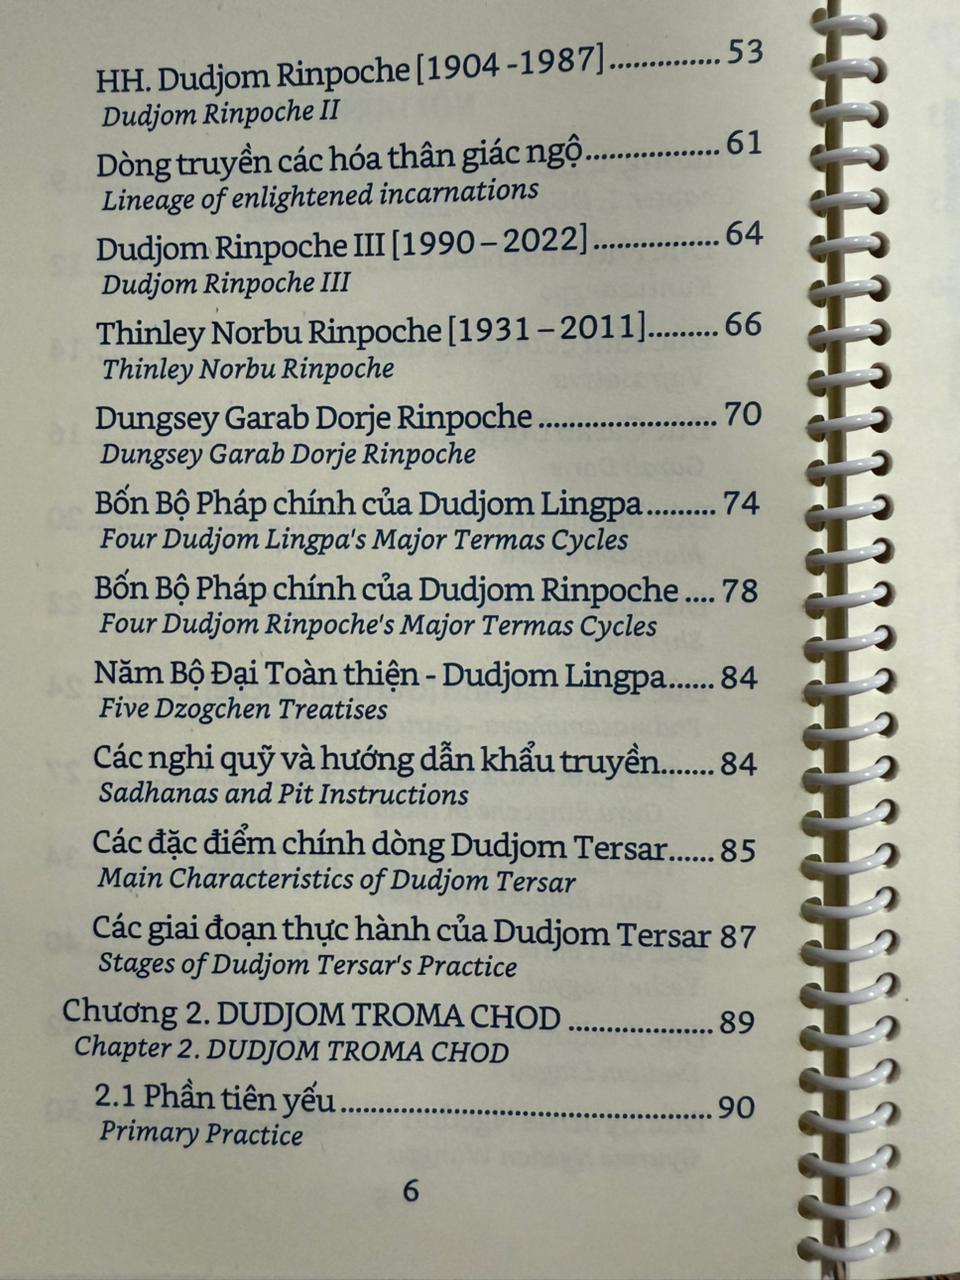 HH. Dudjom Rinpoche [1904 -1987].............. 53
Dudjom Rinpoche II
Dòng truyền các hóa thân giác ngộ................. 61
Lineage of enlightened incarnations
Dudjom Rinpoche III [1990 – 2022]................ 64
Dudjom Rinpoche III
Thinley Norbu Rinpoche [1931 – 2011]......... 66
Thinley Norbu Rinpoche
Dungsey Garab Dorje Rinpoche ....................... 70
Dungsey Garab Dorje Rinpoche
Bốn Bộ Pháp chính của Dudjom Lingpa......... 74
Four Dudjom Lingpa's Major Termas Cycles
Bốn Bộ Pháp chính của Dudjom Rinpoche .... 78
Four Dudjom Rinpoche's Major Termas Cycles
Năm Bộ Đại Toàn thiện - Dudjom Lingpa...... 84
Five Dzogchen Treatises
Các nghi quỹ và hướng dẫn khẩu truyền....... 84
Sadhanas and Pit Instructions
Các đặc điểm chính dòng Dudjom Tersar...... 85
Main Characteristics of Dudjom Tersar
Các giai đoạn thực hành của Dudjom Tersar 87
Stages of Dudjom Tersar's Practice
Chương 2. DUDJOM TROMA CHOD ................... 89
Chapter 2. DUDJOM TROMA CHOD
2.1 Phần tiên yếu.................................................. 90
Primary Practice
6